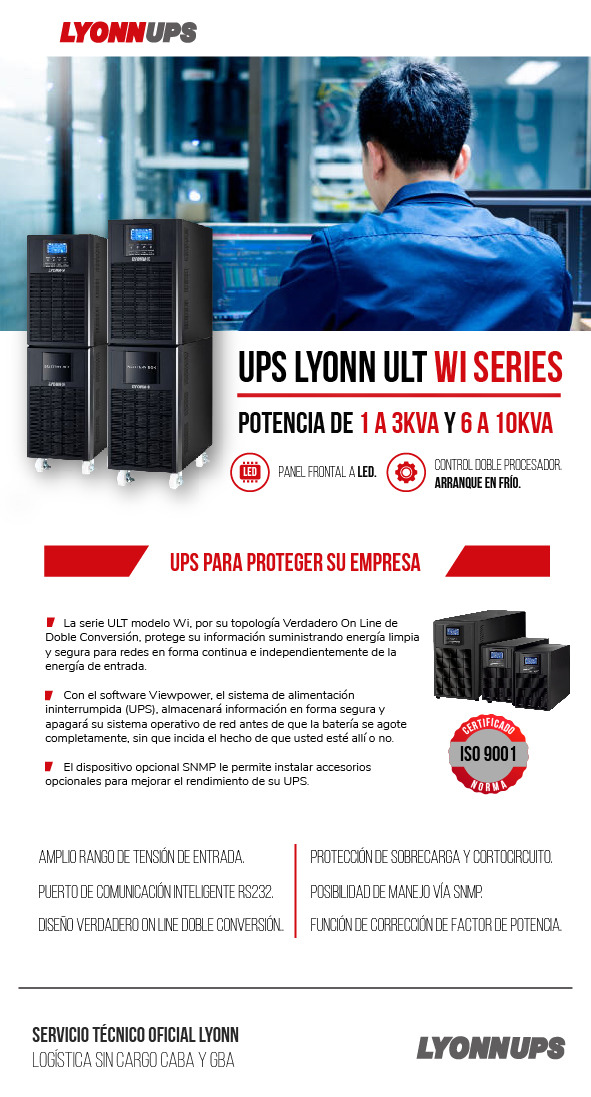 LYONNUPS
UPS LYONN ULT WI SERIES
POTENCIA DE 1 A 3KVA Y 6 A 10KVA
LED
PANEL FRONTAL A LED.
CONTROL DOBLE PROCESADOR.
ARRANQUE EN FRÍO.
UPS PARA PROTEGER SU EMPRESA
La serie ULT modelo Wi, por su topología Verdadero On Line de
Doble Conversión, protege su información suministrando energía limpia
y segura para redes en forma continua e independientemente de la
energía de entrada.
Con el software Viewpower, el sistema de alimentación
ininterrumpida (UPS), almacenará información en forma segura y
apagará su sistema operativo de red antes de que la batería se agote
completamente, sin que incida el hecho de que usted esté allí o no.
El dispositivo opcional SNMP le permite instalar accesorios
opcionales para mejorar el rendimiento de su UPS.
CERTIFICADO
ISO 9001
NORMA
AMPLIO RANGO DE TENSIÓN DE ENTRADA.
PUERTO DE COMUNICACIÓN INTELIGENTE RS232.
DISEÑO VERDADERO ON LINE DOBLE CONVERSIÓN..
PROTECCIÓN DE SOBRECARGA Y CORTOCIRCUITO.
POSIBILIDAD DE MANEJO VÍA SNMP.
FUNCIÓN DE CORRECCIÓN DE FACTOR DE POTENCIA.
SERVICIO TÉCNICO OFICIAL LYONN
LOGÍSTICA SIN CARGO CABA Y GBA
LYONNUPS